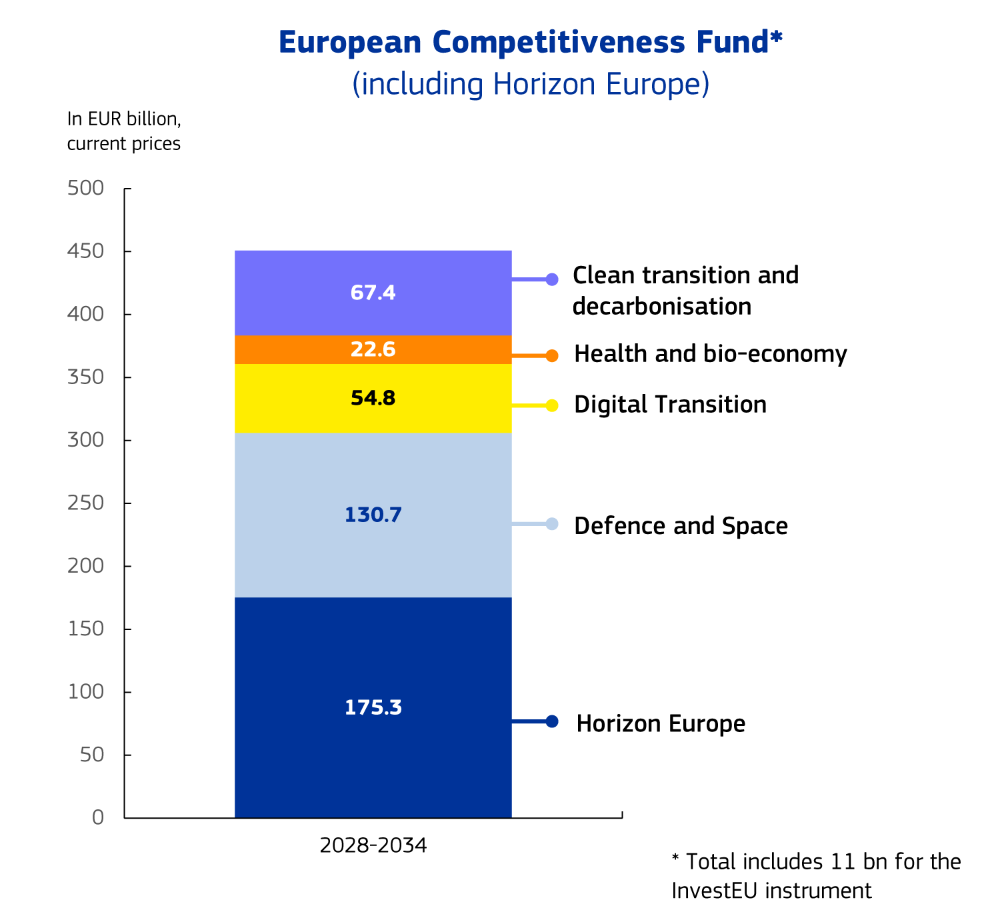 European Competitiveness Fund*
(including Horizon Europe)
In EUR billion,
current prices
500
450
400
350
300
250
200
150
100
50
0
67.4
22.6
54.8
130.7
175.3
Clean transition and
decarbonisation
Health and bio-economy
Digital Transition
Defence and Space
Horizon Europe
2028-2034
* Total includes 11 bn for the
InvestEU instrument